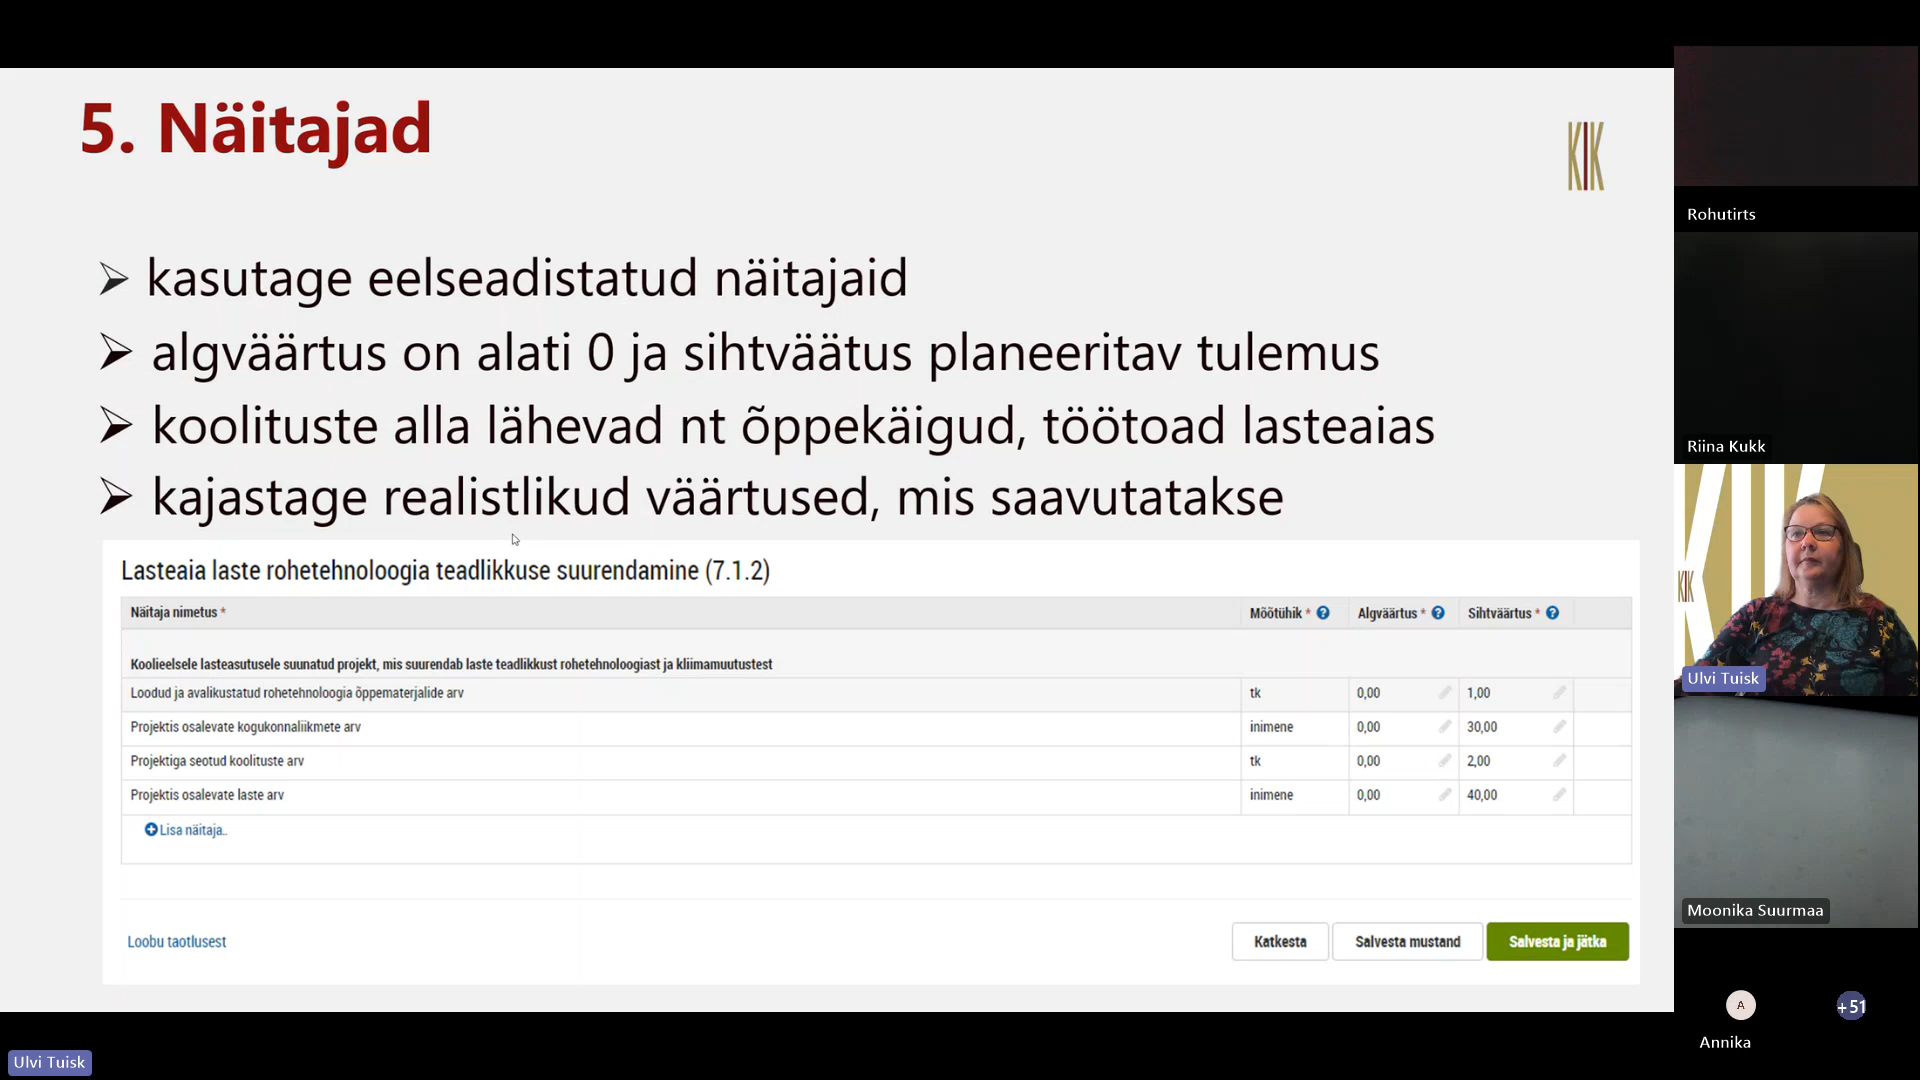 5. Näitajad
KIK
kasutage eelseadistatud näitajaid
algväärtus on alati 0 ja sihtväätus planeeritav tulemus
koolituste alla lähevad nt õppekäigud, töötoad lasteaias
kajastage realistlikud väärtused, mis saavutatakse
Lasteaia laste rohetehnoloogia teadlikkuse suurendamine (7.1.2)
Näitaja nimetus * Mõõtühik * ? Algväärtus * ? Sihtväärtus * ?
Koolieelsele lasteasutusele suunatud projekt, mis suurendab laste teadlikkust rohetehnoloogiast ja kliimamuutustest
Loodud ja avalikustatud rohetehnoloogia õppematerjalide arv tk 0,00 1,00
Projektis osalevate kogukonnaliikmete arv inimene 0,00 30,00
Projektiga seotud koolituste arv tk 0,00 2,00
Projektis osalevate laste arv inimene 0,00 40,00
Lisa näitaja..
Loobu taotlusest Katkesta Salvesta mustand Salvesta ja jätka
Ulvi Tuisk
Rohutirts
Riina Kukk
KIK
Ulvi Tuisk
Moonika Suurmaa
A +51
Annika